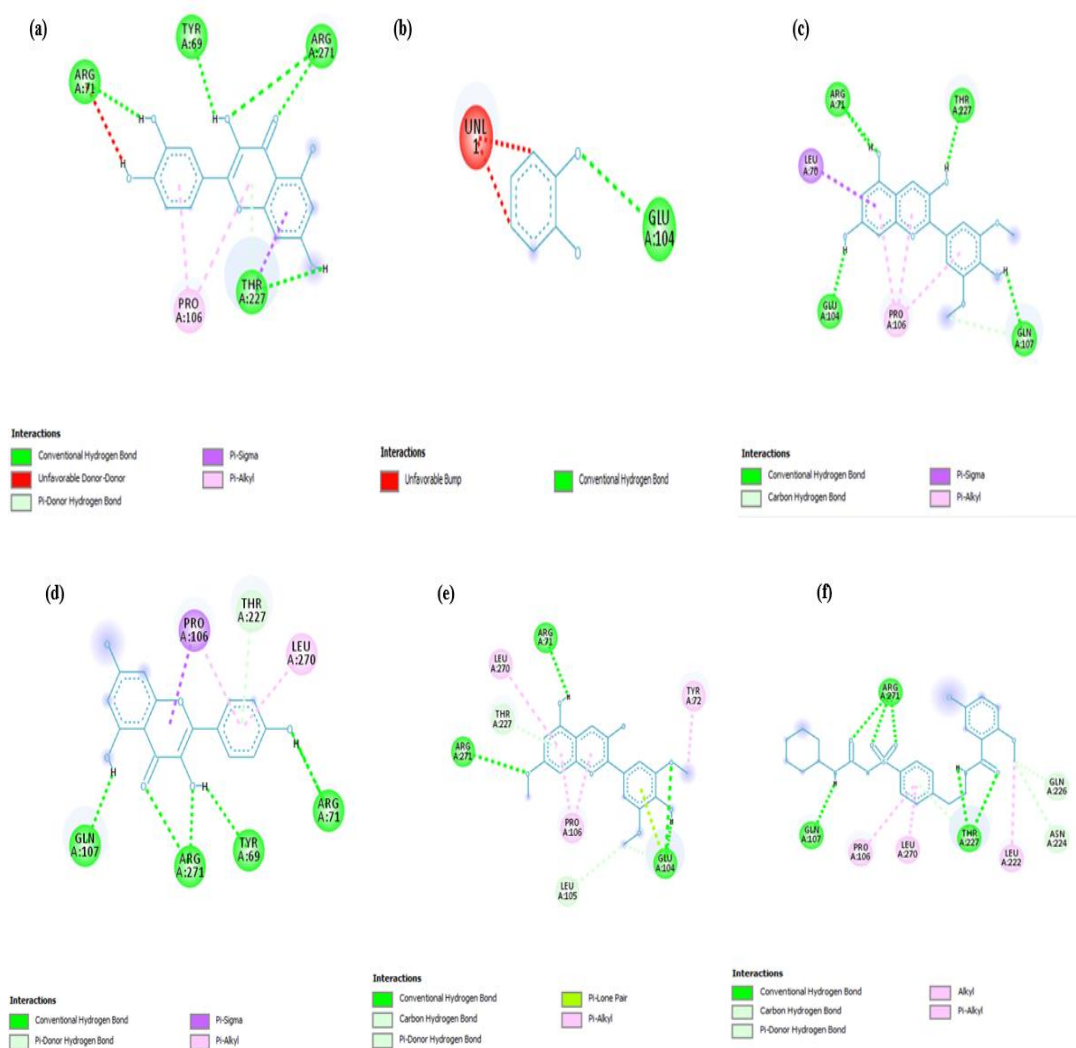 (a)
TYR
A:69
ARG
A:271
ARG
A:71
H
O
H
O
O
H
O
O
O
H
PRO
A:106
THR
A:227
Interactions
Conventional Hydrogen Bond
Unfavorable Donor-Donor
Pi-Donor Hydrogen Bond
Pi-Sigma
Pi-Alkyl
(b)
UNL
1
O
O
GLU
A:104
Interactions
Unfavorable Bump
Conventional Hydrogen Bond
(c)
ARG
A:71
THR
A:227
LEU
A:70
H
H
H
H
GLU
A:104
PRO
A:106
GLN
A:107
Interactions
Conventional Hydrogen Bond
Carbon Hydrogen Bond
Pi-Sigma
Pi-Alkyl
(d)
PRO
A:106
THR
A:227
LEU
A:270
O
O
H
O
H
O
O
H
GLN
A:107
ARG
A:271
TYR
A:69
ARG
A:71
Interactions
Conventional Hydrogen Bond
Pi-Donor Hydrogen Bond
Pi-Sigma
Pi-Alkyl
(e)
ARG
A:71
LEU
A:270
TYR
A:72
THR
A:227
ARG
A:271
H
H
PRO
A:106
GLU
A:104
LEU
A:105
Interactions
Conventional Hydrogen Bond
Carbon Hydrogen Bond
Pi-Donor Hydrogen Bond
Pi-Lone Pair
Pi-Alkyl
(f)
ARG
A:271
GLN
A:226
GLN
A:107
PRO
A:106
LEU
A:270
THR
A:227
LEU
A:222
ASN
A:224
Interactions
Conventional Hydrogen Bond
Carbon Hydrogen Bond
Pi-Donor Hydrogen Bond
Alkyl
Pi-Alkyl